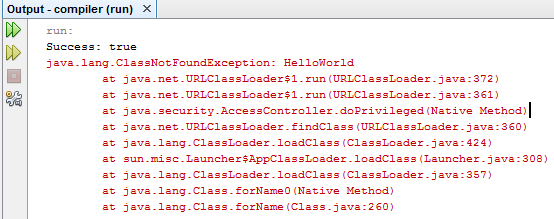 Output - compiler (run)
run:
Success: true
java.lang.ClassNotFoundException: HelloWorld
at java.net.URLClassLoader$1.run(URLClassLoader.java:372)
at java.net.URLClassLoader$1.run(URLClassLoader.java:361)
at java.security.AccessController.doPrivileged(Native Method)
at java.net.URLClassLoader.findClass(URLClassLoader.java:360)
at java.lang.ClassLoader.loadClass(ClassLoader.java:424)
at sun.misc.Launcher$AppClassLoader.loadClass(Launcher.java:308)
at java.lang.ClassLoader.loadClass(ClassLoader.java:357)
at java.lang.Class.forName0(Native Method)
at java.lang.Class.forName(Class.java:260)